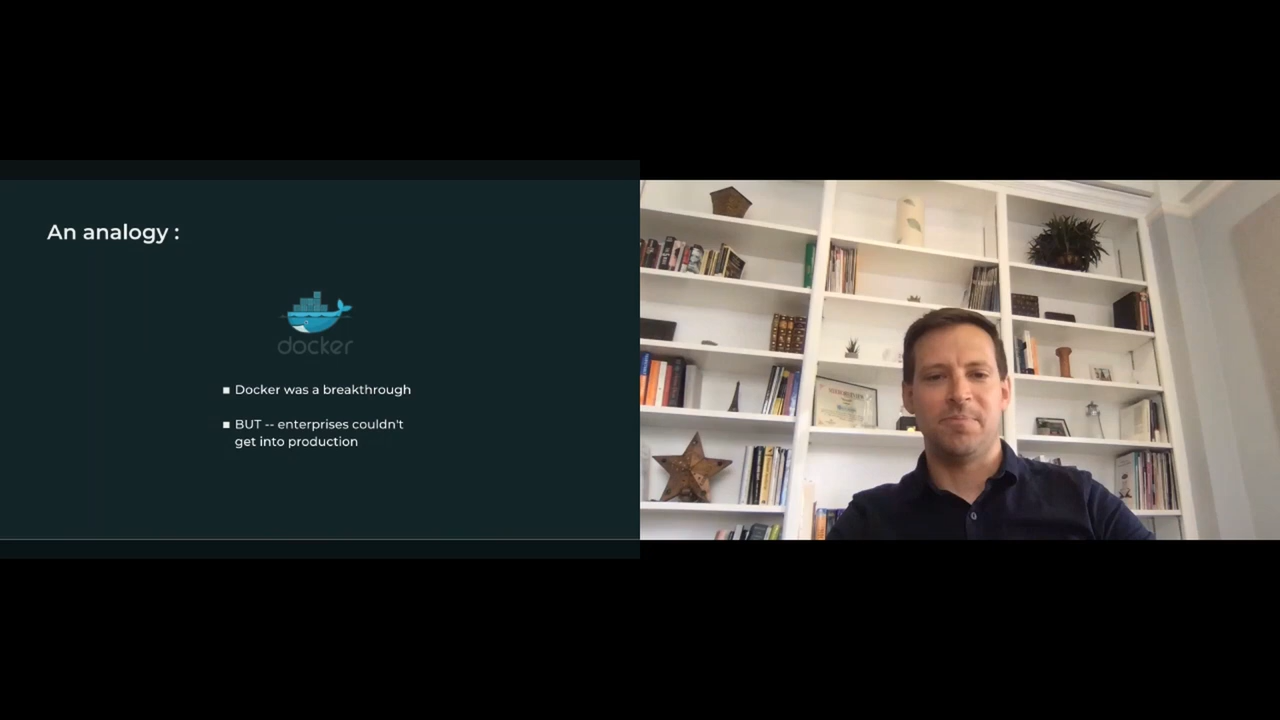 An analogy :
docker
▪ Docker was a breakthrough
▪ BUT -- enterprises couldn't
get into production